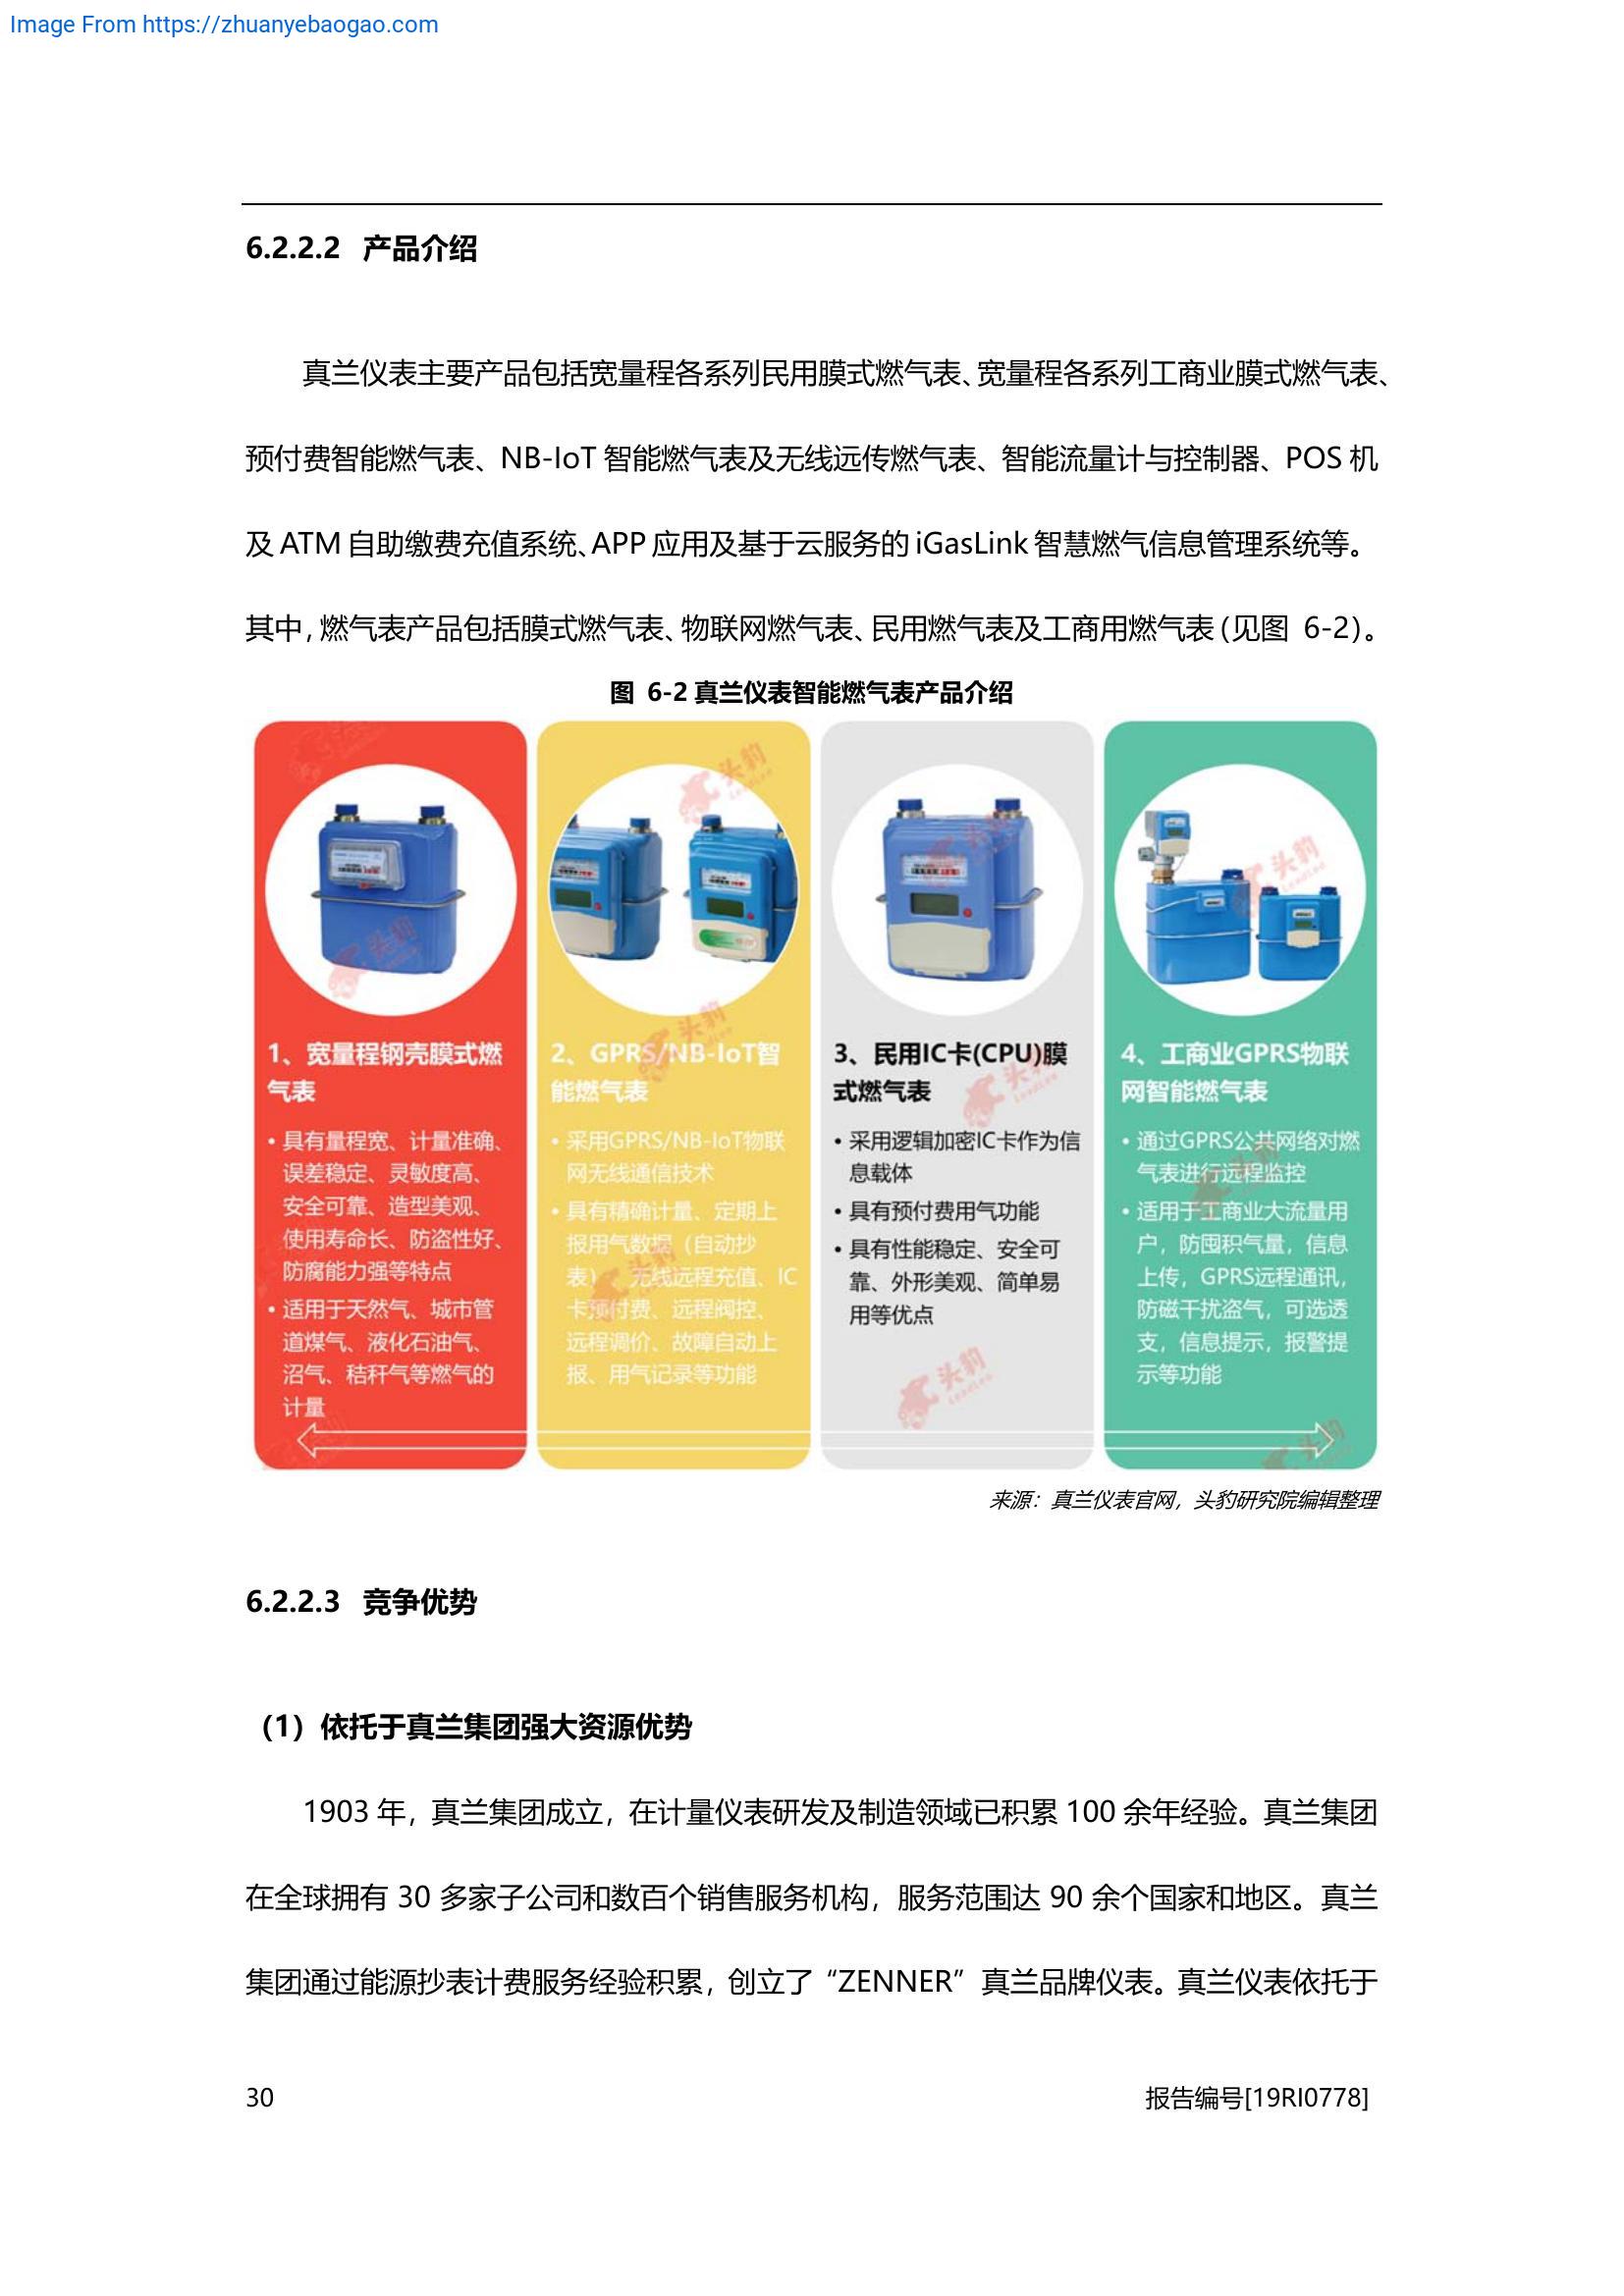 Image From https://zhuanyebaogao.com
6.2.2.2 产品介绍
真兰仪表主要产品包括宽量程各系列民用膜式燃气表、宽量程各系列工商业膜式燃气表、
预付费智能燃气表、NB-IoT 智能燃气表及无线远传燃气表、智能流量计与控制器、POS 机
及 ATM 自助缴费充值系统、APP 应用及基于云服务的 iGasLink 智慧燃气信息管理系统等。
其中，燃气表产品包括膜式燃气表、物联网燃气表、民用燃气表及工商用燃气表（见图 6-2）。
图 6-2 真兰仪表智能燃气表产品介绍
1、宽量程钢壳膜式燃
气表
• 具有量程宽、计量准确、
误差稳定、灵敏度高、
安全可靠、造型美观、
使用寿命长、防盗性好、
防腐能力强等特点
• 适用于天然气、城市管
道煤气、液化石油气、
沼气、秸秆气等燃气的
计量
2、GPRS/NB-IoT智
能燃气表
• 采用GPRS/NB-IoT物联
网无线通信技术
• 具有精确计量、定期上
报用气数据（自动抄
表）、无线远程充值、IC
卡预付费、远程阀控、
远程调价、故障自动上
报、用气记录等功能
3、民用IC卡(CPU)膜
式燃气表
• 采用逻辑加密IC卡作为信
息载体
• 具有预付费用气功能
• 具有性能稳定、安全可
靠、外形美观、简单易
用等优点
4、工商业GPRS物联
网智能燃气表
• 通过GPRS公共网络对燃
气表进行远程监控
• 适用于工商业大流量用
户，防囤积气量，信息
上传，GPRS远程通讯，
防磁干扰盗气，可选透
支，信息提示，报警提
示等功能
来源：真兰仪表官网，头豹研究院编辑整理
6.2.2.3 竞争优势
（1）依托于真兰集团强大资源优势
1903 年，真兰集团成立，在计量仪表研发及制造领域已积累 100 余年经验。真兰集团
在全球拥有 30 多家子公司和数百个销售服务机构，服务范围达 90 余个国家和地区。真兰
集团通过能源抄表计费服务经验积累，创立了“ZENNER”真兰品牌仪表。真兰仪表依托于
30
报告编号[19RI0778]